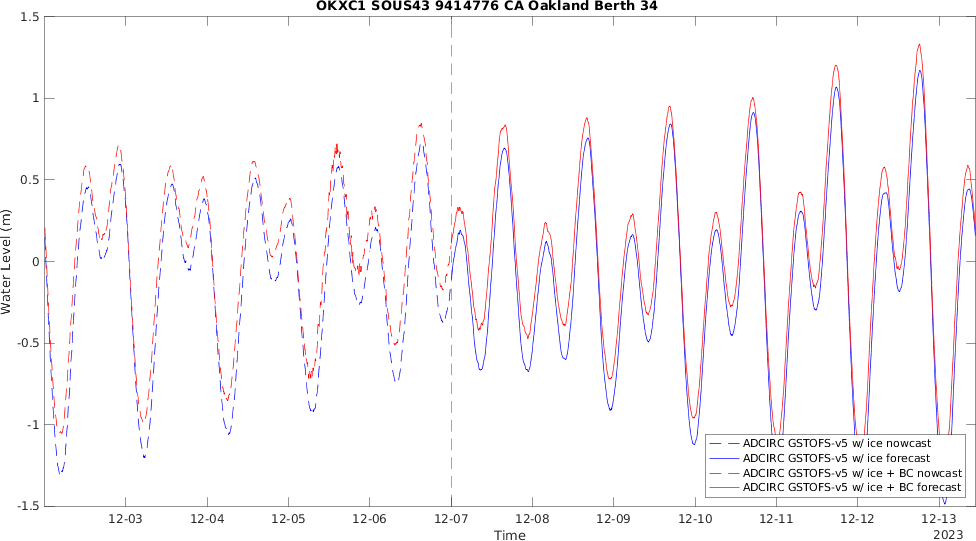 OKXC1 SOUS43 9414776 CA Oakland Berth 34
1.5
1
0.5
0
-0.5
-1
-1.5
Water Level (m)
ADCIRC GSTOFS-v5 w/ ice nowcast
ADCIRC GSTOFS-v5 w/ ice forecast
ADCIRC GSTOFS-v5 w/ ice + BC nowcast
ADCIRC GSTOFS-v5 w/ ice + BC forecast
12-03 12-04 12-05 12-06 12-07 12-08 12-09 12-10 12-11 12-12 12-13
Time
2023